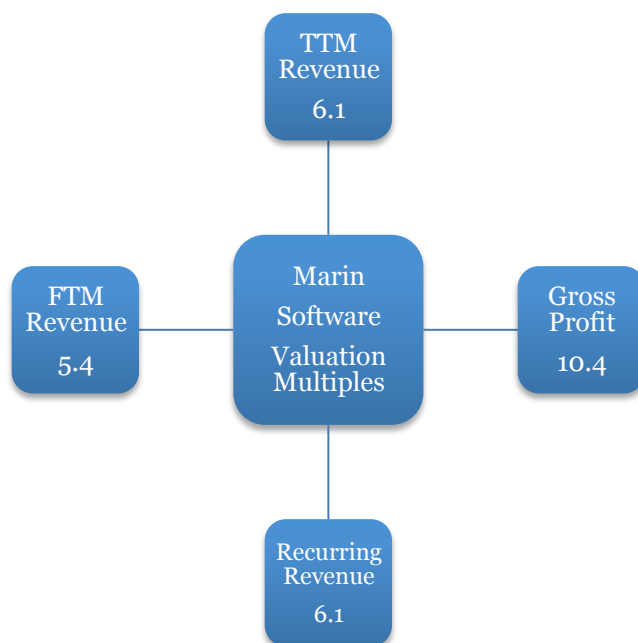 TTM
Revenue
6.1
FTM
Revenue
5.4
Marin
Software
Valuation
Multiples
Gross
Profit
10.4
Recurring
Revenue
6.1